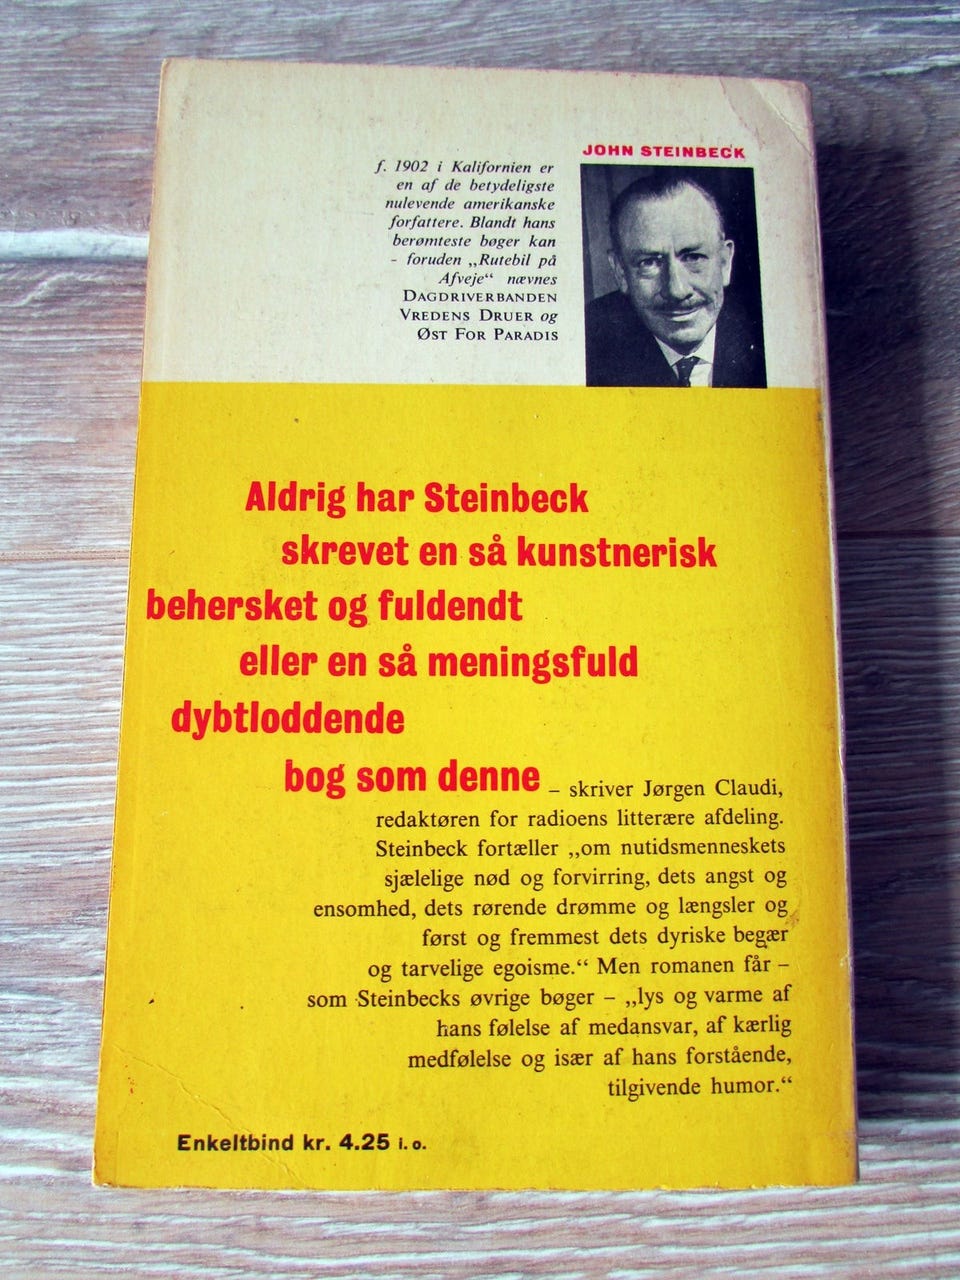 JOHN STEINBECK
f. 1902 i Kalifornien er
en af de betydeligste
nulevende amerikanske
forfattere. Blandt hans
berømteste bøger kan
- foruden „Rutebil på
Afveje“ nævnes
DAGDRIVERBANDEN
VREDENS DRUER og
ØST FOR PARADIS
Aldrig har Steinbeck
skrevet en så kunstnerisk
behersket og fuldendt
eller en så meningsfuld
dybtloddende
bog som denne – skriver Jørgen Claudi,
redaktøren for radioens litterære afdeling.
Steinbeck fortæller „om nutidsmenneskets
sjælelige nød og forvirring, dets angst og
ensomhed, dets rørende drømme og længsler og
først og fremmest dets dyriske begær
og tarvelige egoisme.“ Men romanen får –
som Steinbecks øvrige bøger – „lys og varme af
hans følelse af medansvar, af kærlig
medfølelse og især af hans forstående,
tilgivende humor.“
Enkeltbind kr. 4.25 i. o.